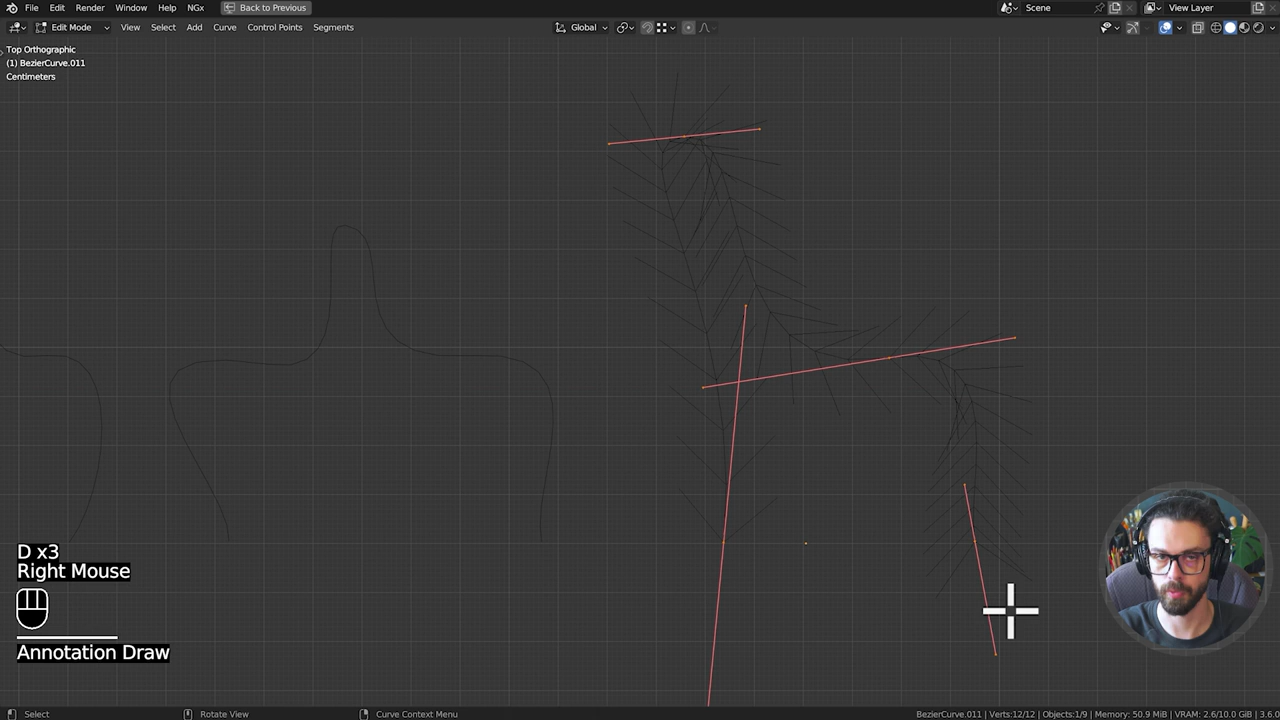 File Edit Render Window Help NGx Back to Previous Scene View Layer
Edit Mode View Select Add Curve Control Points Segments Global
Top Orthographic
(1) BezierCurve.011
Centimeters
D x3
Right Mouse
Annotation Draw
Select Rotate View Curve Context Menu BezierCurve.011 | Verts:12/12 | Objects:1/9 | Memory: 50.9 MiB | VRAM: 2.6/10.0 GiB | 3.6.0